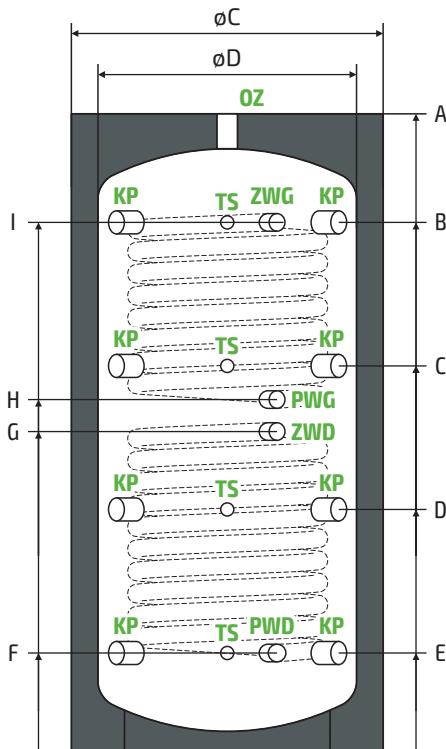 øC
øD
OZ
A
KP TS ZWG KP
I B
KP TS KP
C
H PWG
G ZWD
KP TS KP
D
KP TS PWD KP
F E